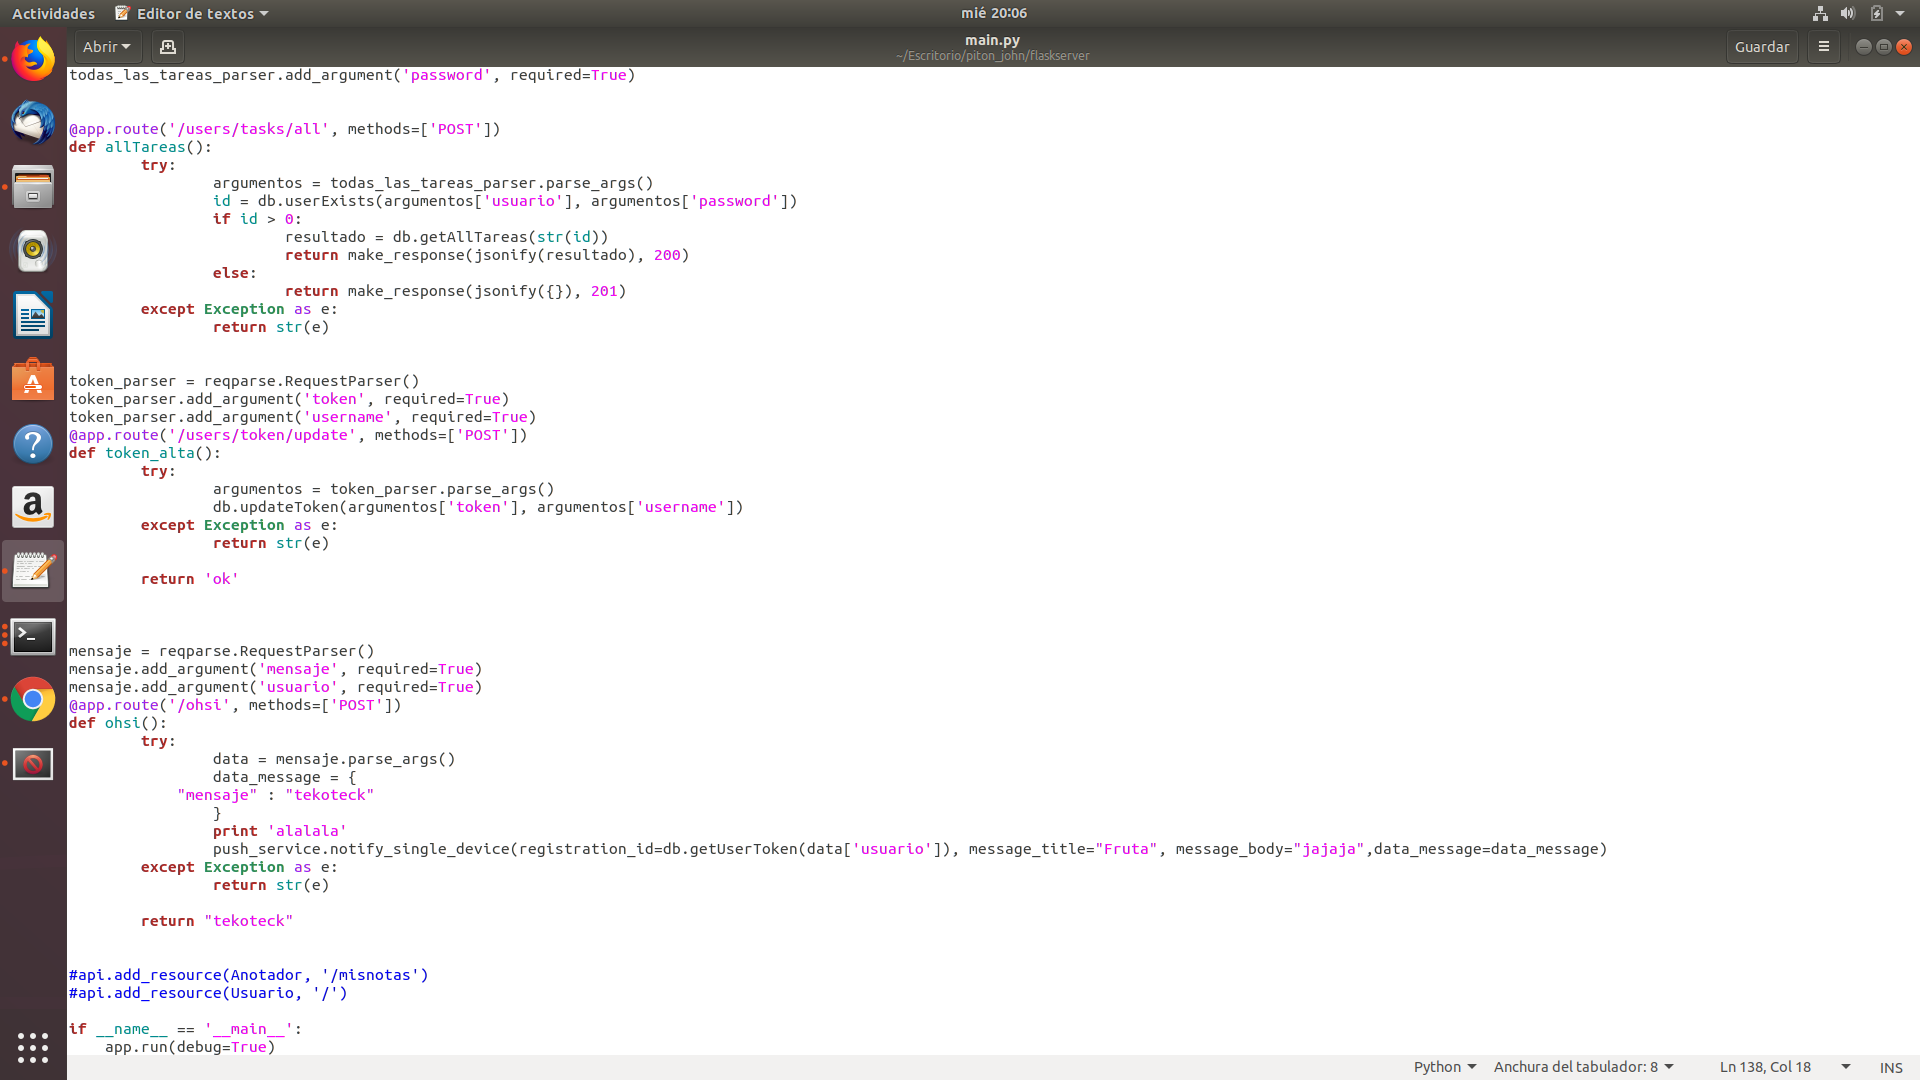 Actividades Editor de textos mié 20:06
Abrir main.py Guardar
~/Escritorio/piton_john/flaskserver
todas_las_tareas_parser.add_argument('password', required=True)
@app.route('/users/tasks/all', methods=['POST'])
def allTareas():
try:
argumentos = todas_las_tareas_parser.parse_args()
id = db.userExists(argumentos['usuario'], argumentos['password'])
if id > 0:
resultado = db.getAllTareas(str(id))
return make_response(jsonify(resultado), 200)
else:
return make_response(jsonify({}), 201)
except Exception as e:
return str(e)
token_parser = reqparse.RequestParser()
token_parser.add_argument('token', required=True)
token_parser.add_argument('username', required=True)
@app.route('/users/token/update', methods=['POST'])
def token_alta():
try:
argumentos = token_parser.parse_args()
db.updateToken(argumentos['token'], argumentos['username'])
except Exception as e:
return str(e)
return 'ok'
mensaje = reqparse.RequestParser()
mensaje.add_argument('mensaje', required=True)
mensaje.add_argument('usuario', required=True)
@app.route('/ohsi', methods=['POST'])
def ohsi():
try:
data = mensaje.parse_args()
data_message = {
"mensaje" : "tekoteck"
}
print 'alalala'
push_service.notify_single_device(registration_id=db.getUserToken(data['usuario']), message_title="Fruta", message_body="jajaja",data_message=data_message)
except Exception as e:
return str(e)
return "tekoteck"
#api.add_resource(Anotador, '/misnotas')
#api.add_resource(Usuario, '/')
if __name__ == '__main__':
app.run(debug=True)
Python Anchura del tabulador: 8 Ln 138, Col 18 INS